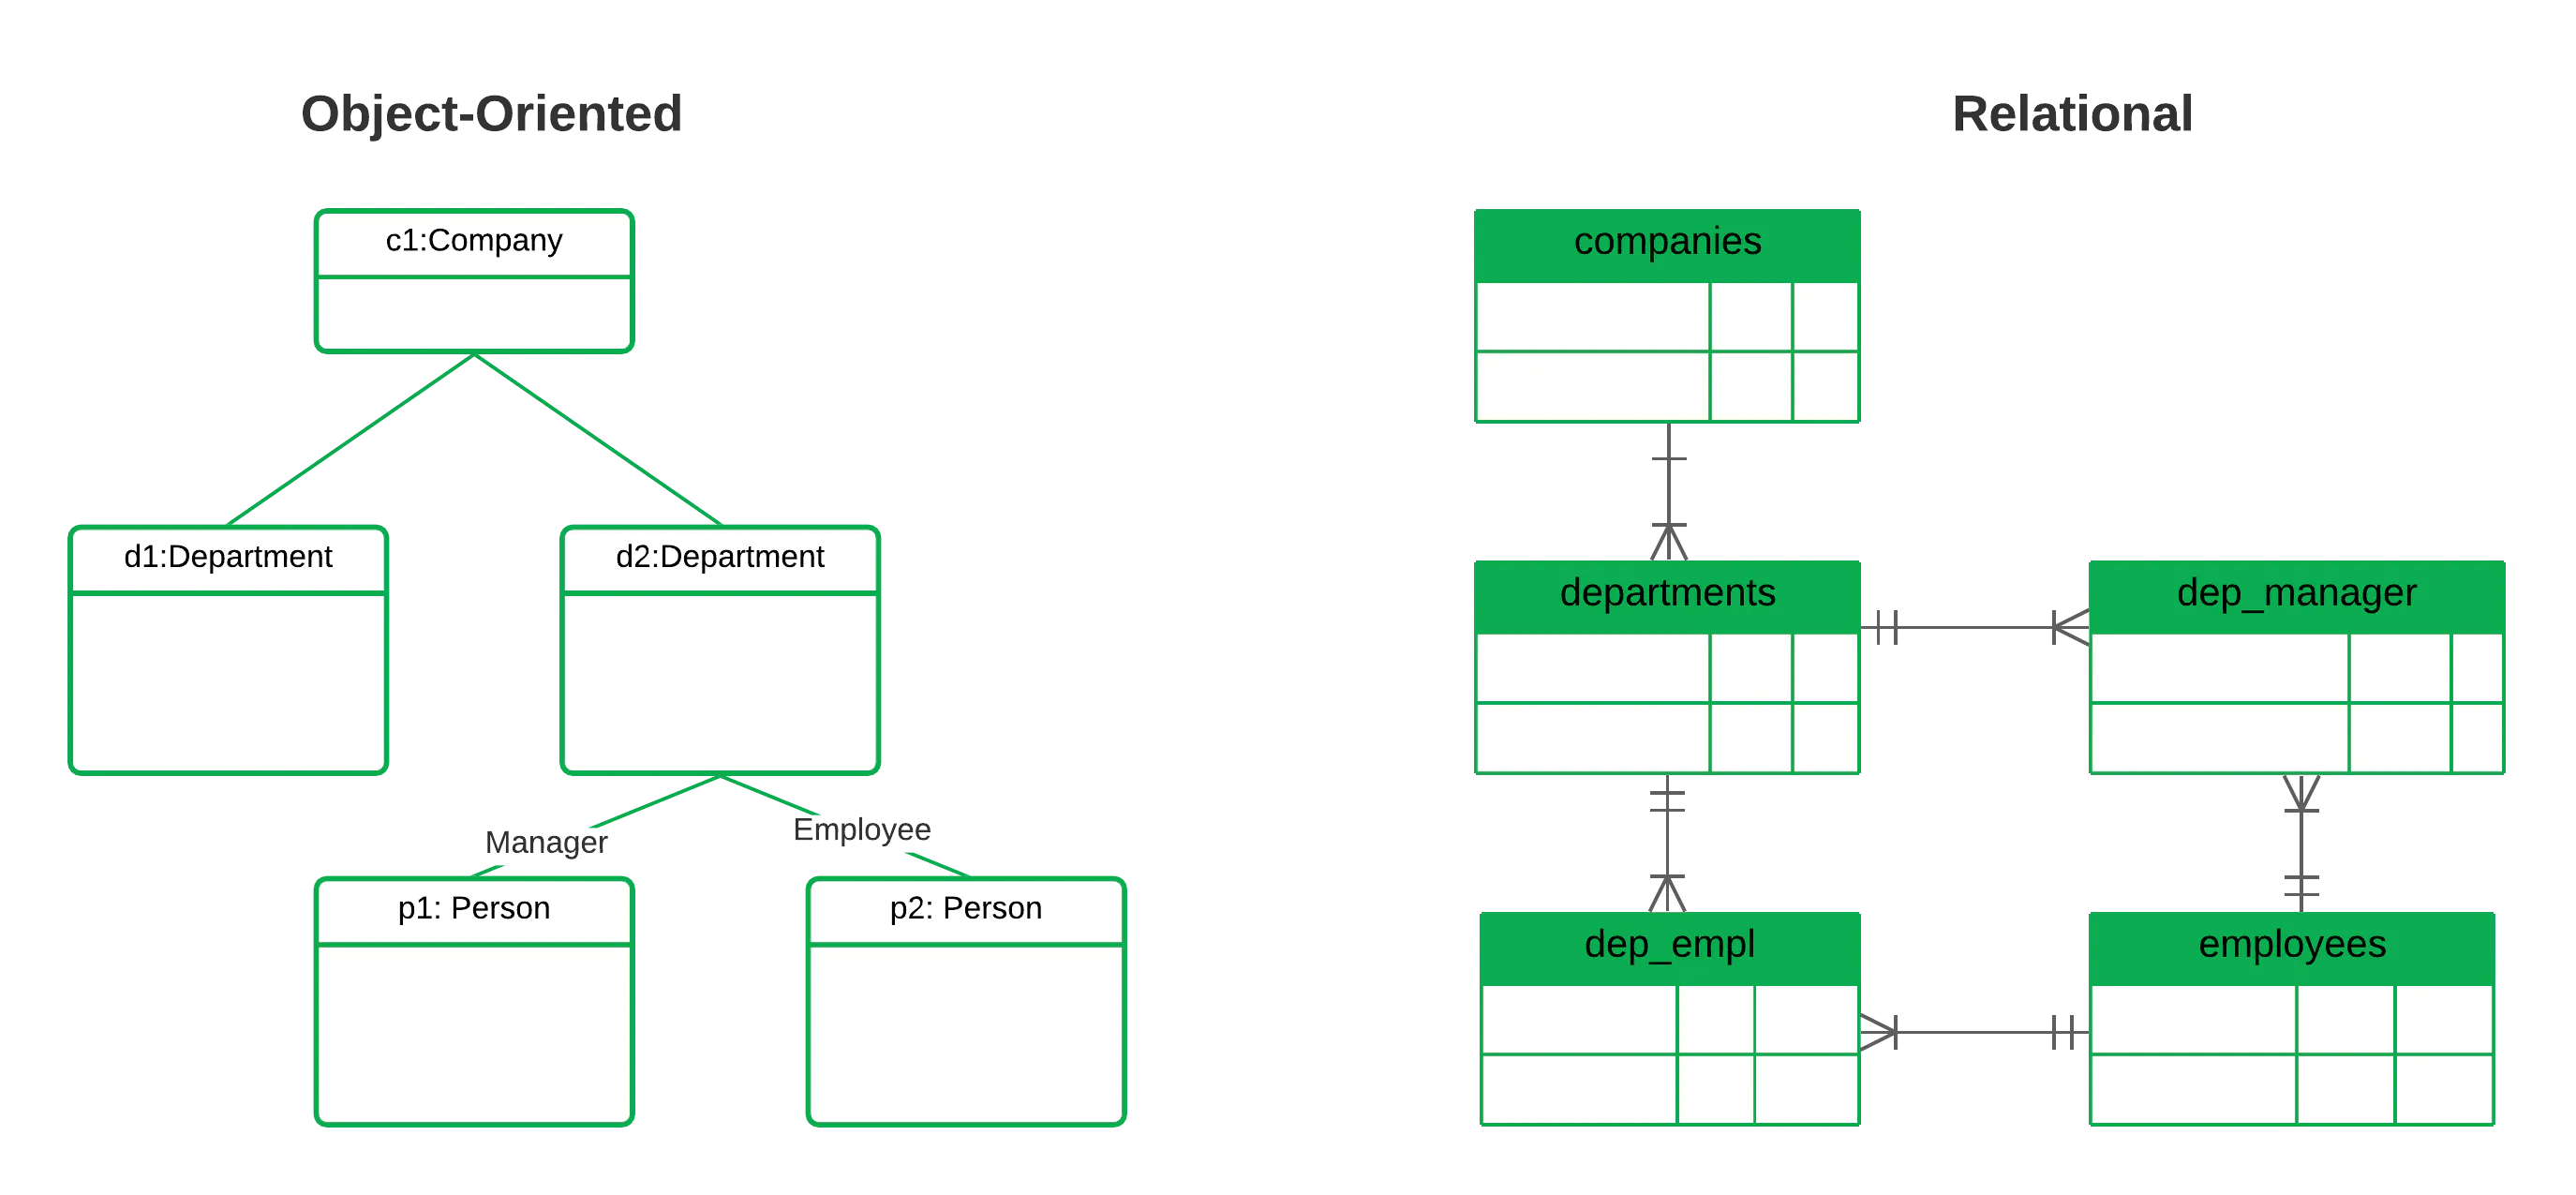 Object-Oriented
c1:Company
d1:Department
d2:Department
Manager
Employee
p1: Person
p2: Person
Relational
companies
departments
dep_manager
dep_empl
employees